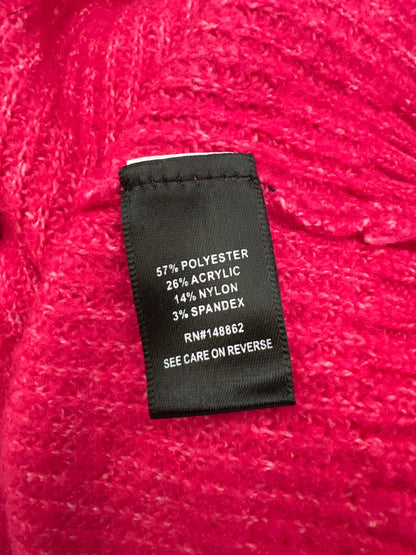 57% POLYESTER
26% ACRYLIC
14% NYLON
3% SPANDEX
RN#148862
SEE CARE ON REVERSE